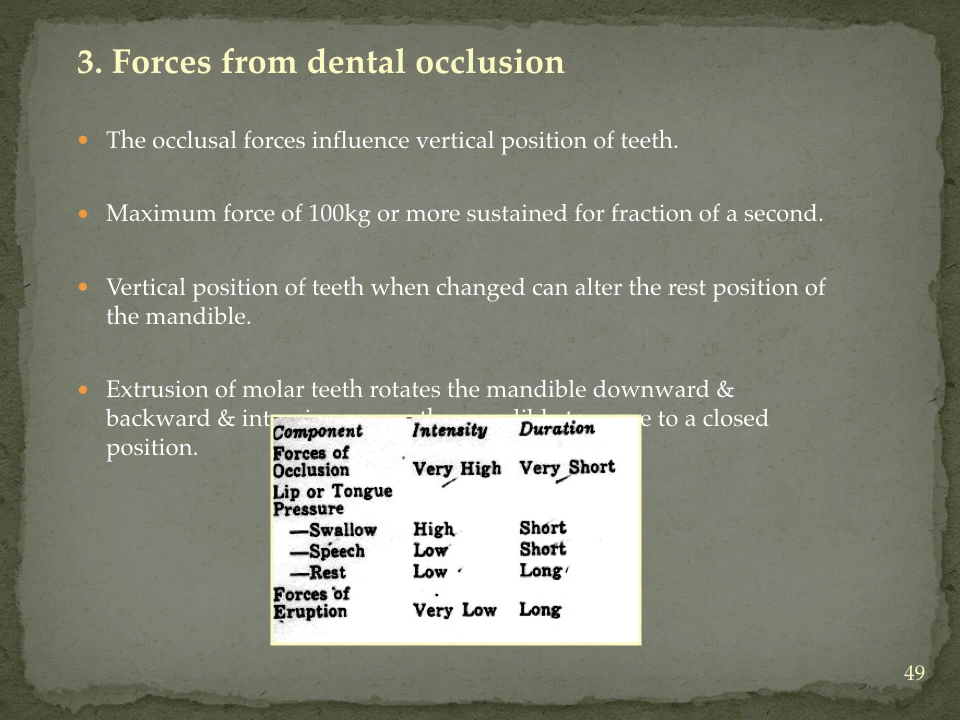 3. Forces from dental occlusion
The occlusal forces influence vertical position of teeth.
Maximum force of 100kg or more sustained for fraction of a second.
Vertical position of teeth when changed can alter the rest position of
the mandible.
Extrusion of molar teeth rotates the mandible downward &
backward & to a closed
position.
Component Intensity Duration
Forces of
Occlusion Very High Very Short
Lip or Tongue
Pressure
—Swallow High Short
—Speech Low Short
—Rest Low Long
Forces of
Eruption Very Low Long
49